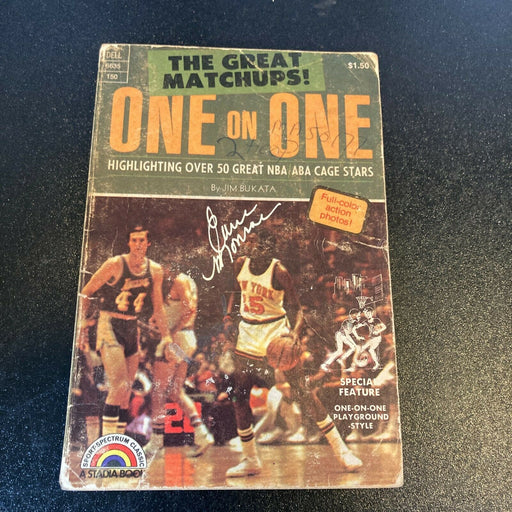 DELL
6635
150
THE GREAT
MATCHUPS!
$1.50
ONE ON ONE
HIGHLIGHTING OVER 50 GREAT NBA/ABA CAGE STARS
By JIM BUKATA
Full-color
action
photos!
Earl
Monroe
44
NEW YORK
15
SPECIAL
FEATURE
ONE-ON-ONE
PLAYGROUND
-STYLE
SPORT SPECTRUM CLASSIC
A STADIA BOOK